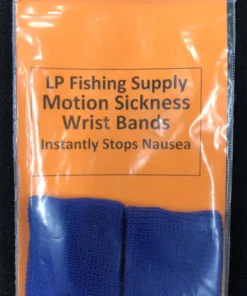 LP Fishing Supply
Motion Sickness
Wrist Bands
Instantly Stops Nausea